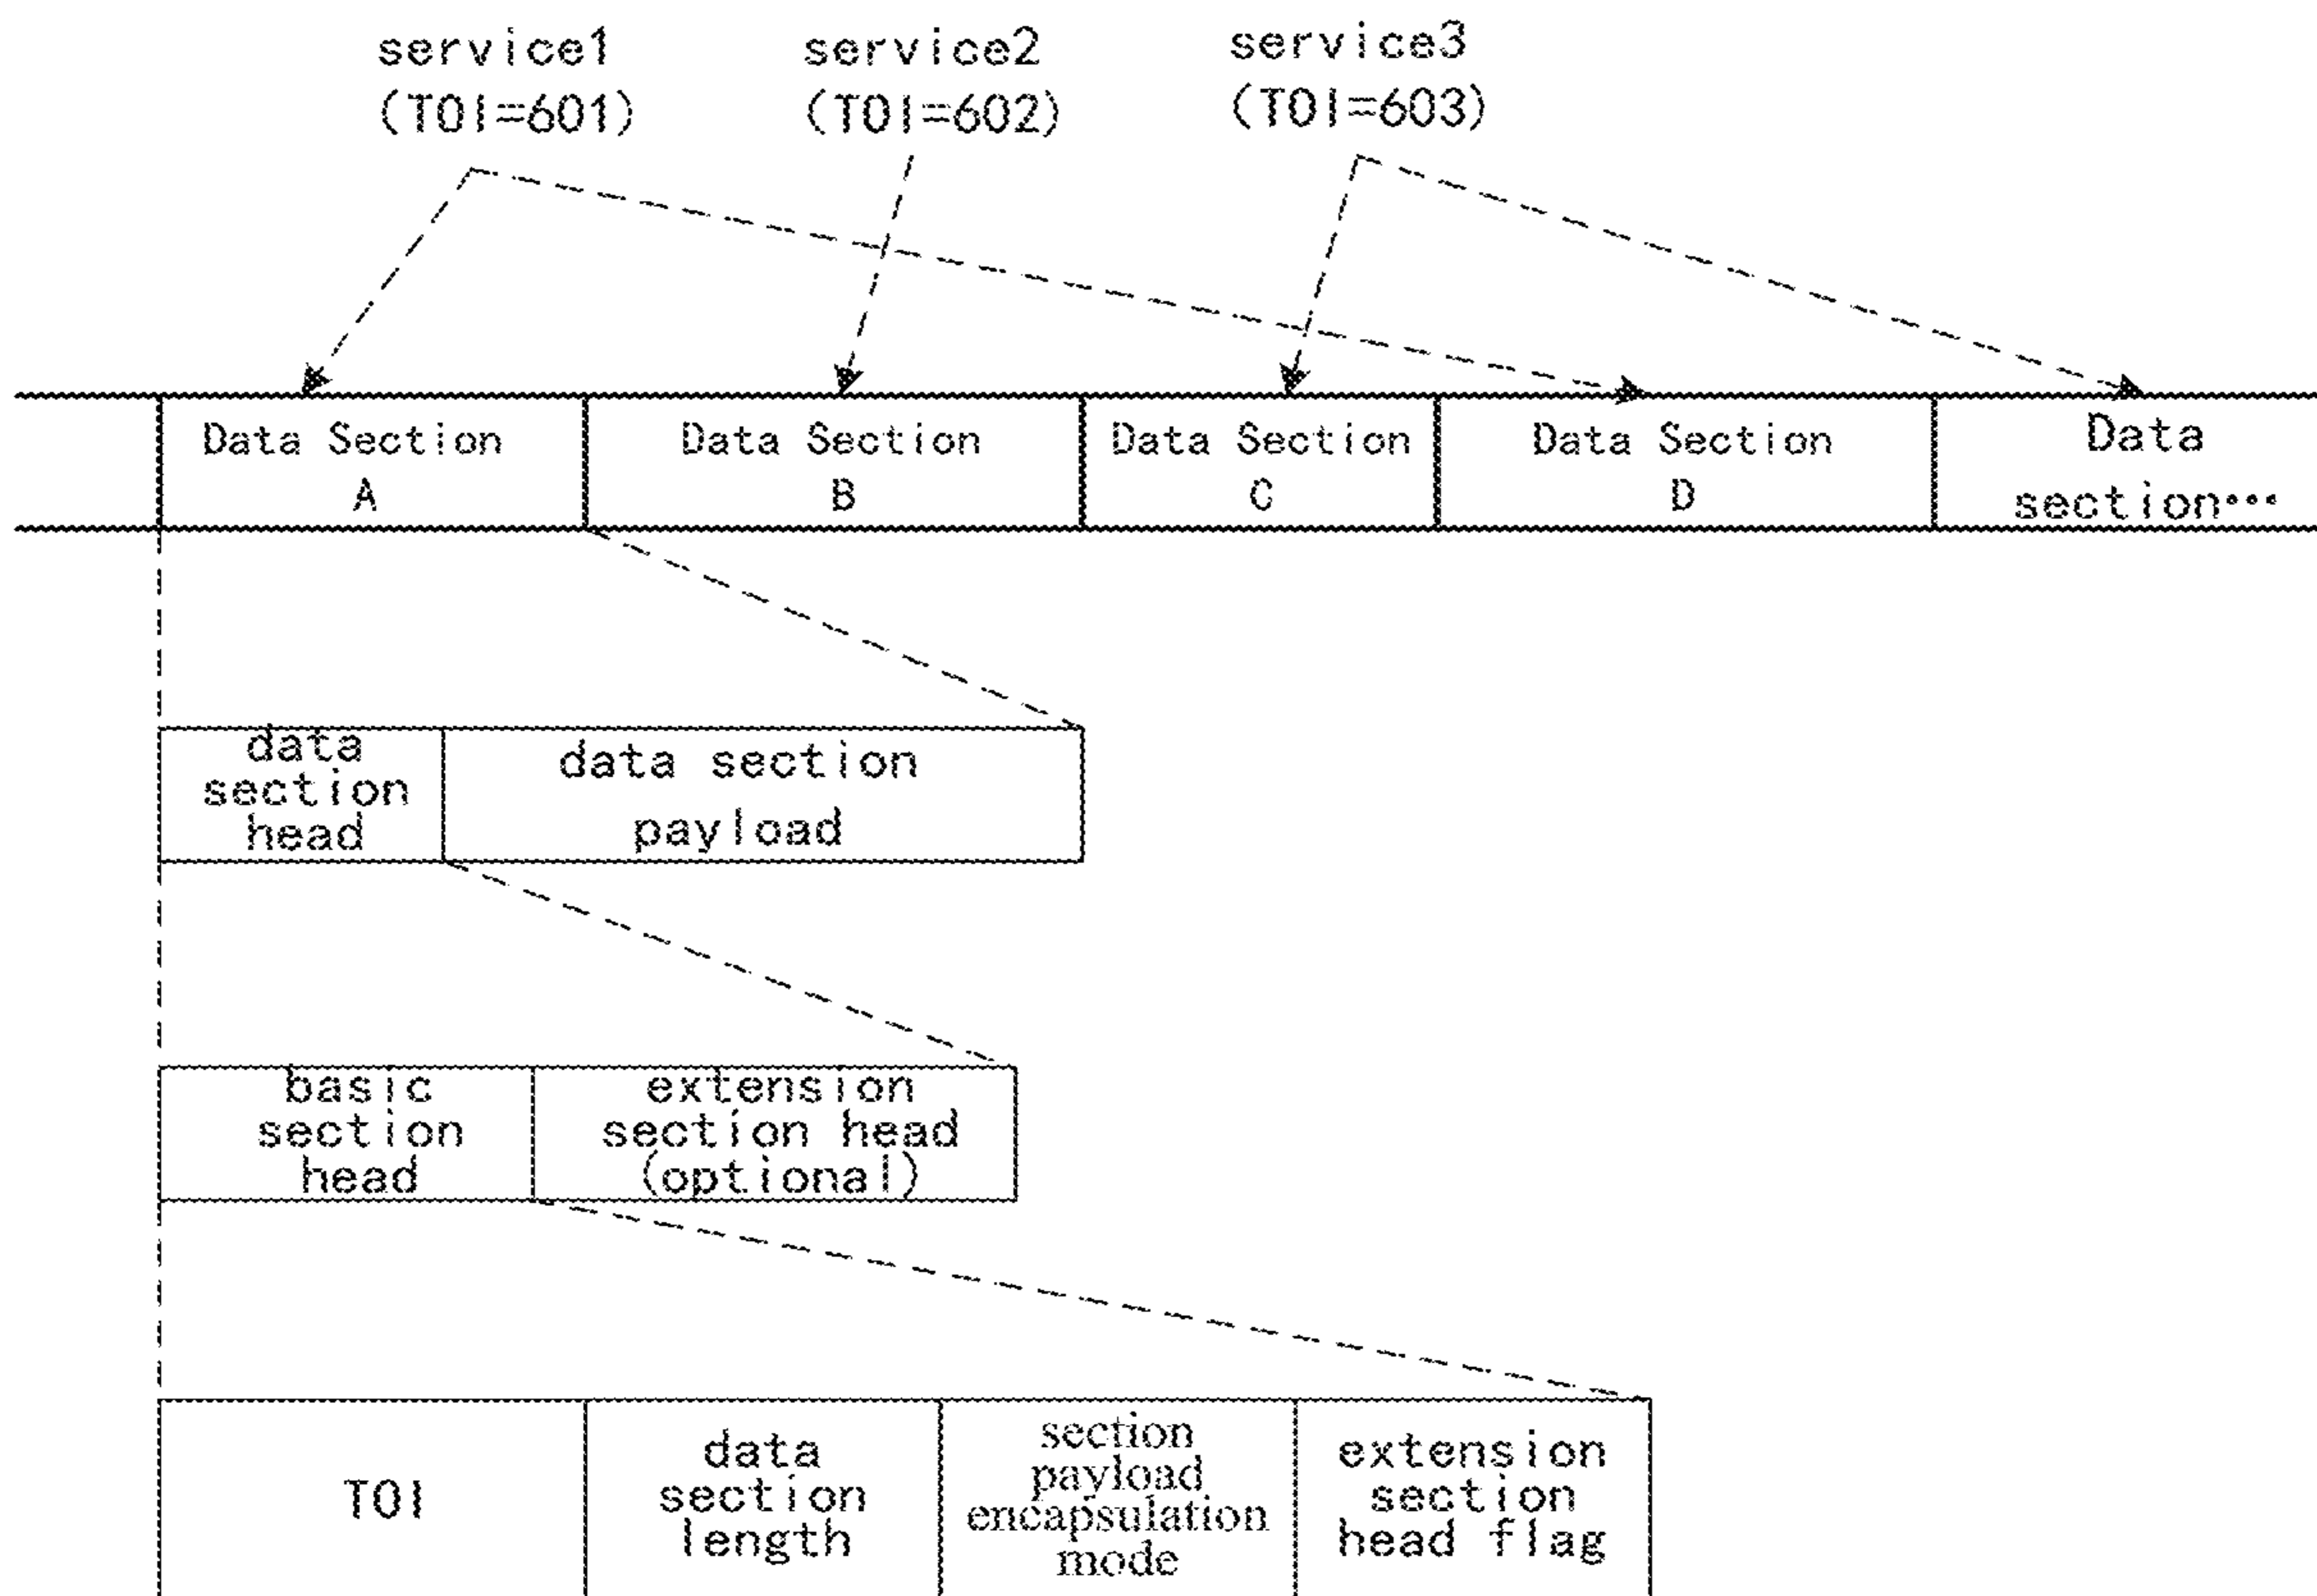 service1
(TOI=601)
service2
(TOI=602)
service3
(TOI=603)
Data Section
A
Data Section
B
Data Section
C
Data Section
D
Data
section…
data
section
head
data section
payload
basic
section
head
extension
section head
(optional)
TOI
data
section
length
section
payload
encapsulation
mode
extension
section
head flag